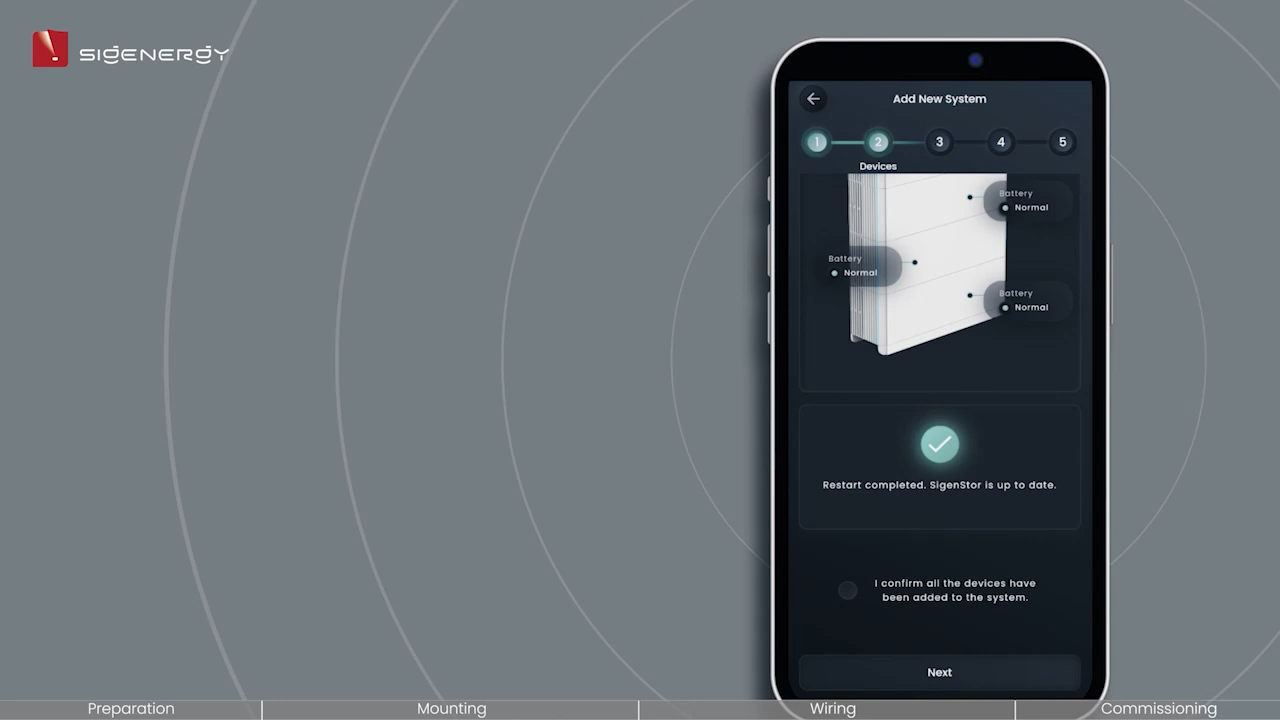 SIGENERGY
Add New System
1 2 3 4 5
Devices
Battery
Normal
Battery
Normal
Battery
Normal
Restart completed. SigenStor is up to date.
I confirm all the devices have
been added to the system.
Next
Preparation Mounting Wiring Commissioning